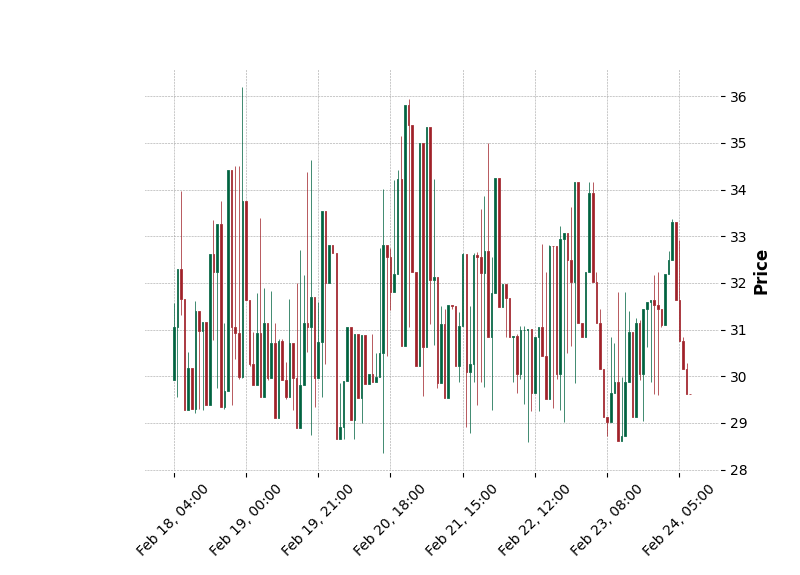 36
35
34
33
32
31
30
29
28
Price
Feb 18, 04:00
Feb 19, 00:00
Feb 19, 21:00
Feb 20, 18:00
Feb 21, 15:00
Feb 22, 12:00
Feb 23, 08:00
Feb 24, 05:00